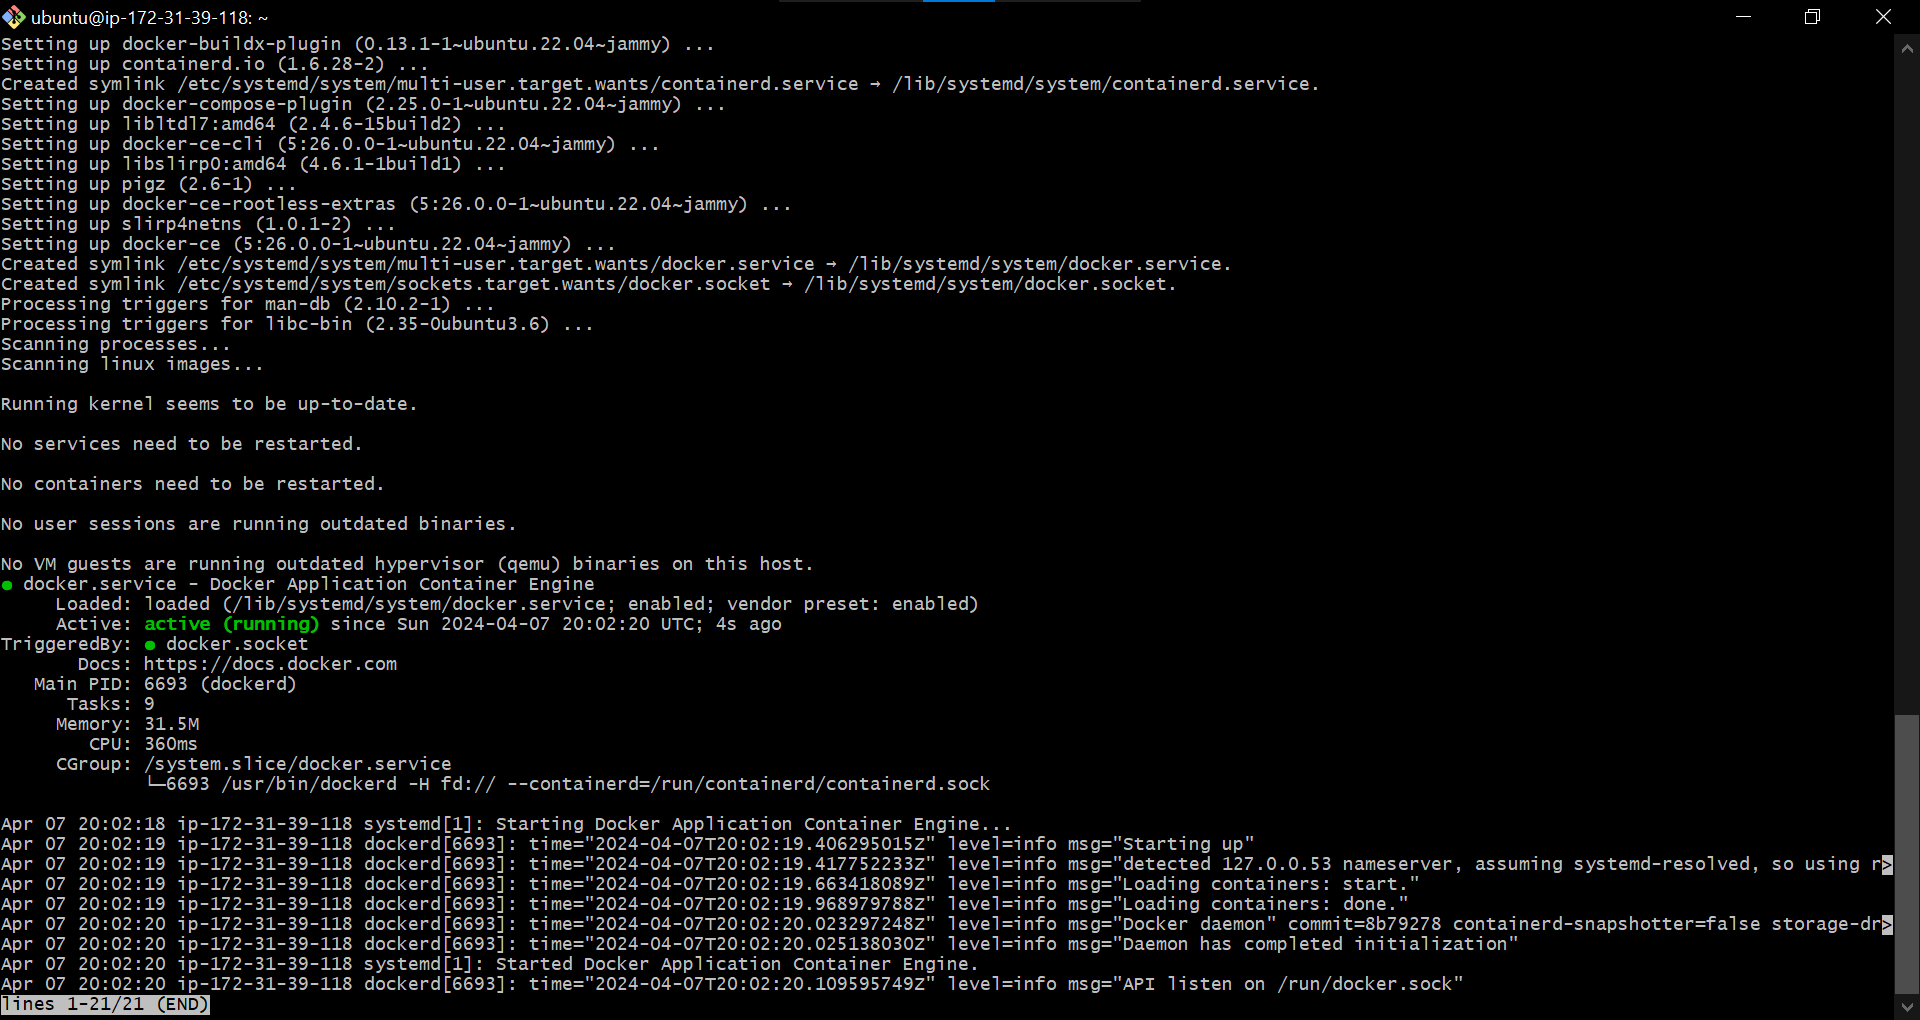 ubuntu@ip-172-31-39-118: ~
Setting up docker-buildx-plugin (0.13.1-1~ubuntu.22.04~jammy) ...
Setting up containerd.io (1.6.28-2) ...
Created symlink /etc/systemd/system/multi-user.target.wants/containerd.service → /lib/systemd/system/containerd.service.
Setting up docker-compose-plugin (2.25.0-1~ubuntu.22.04~jammy) ...
Setting up libltdl7:amd64 (2.4.6-15build2) ...
Setting up docker-ce-cli (5:26.0.0-1~ubuntu.22.04~jammy) ...
Setting up libslirp0:amd64 (4.6.1-1build1) ...
Setting up pigz (2.6-1) ...
Setting up docker-ce-rootless-extras (5:26.0.0-1~ubuntu.22.04~jammy) ...
Setting up slirp4netns (1.0.1-2) ...
Setting up docker-ce (5:26.0.0-1~ubuntu.22.04~jammy) ...
Created symlink /etc/systemd/system/multi-user.target.wants/docker.service → /lib/systemd/system/docker.service.
Created symlink /etc/systemd/system/sockets.target.wants/docker.socket → /lib/systemd/system/docker.socket.
Processing triggers for man-db (2.10.2-1) ...
Processing triggers for libc-bin (2.35-0ubuntu3.6) ...
Scanning processes...
Scanning linux images...
Running kernel seems to be up-to-date.
No services need to be restarted.
No containers need to be restarted.
No user sessions are running outdated binaries.
No VM guests are running outdated hypervisor (qemu) binaries on this host.
● docker.service - Docker Application Container Engine
Loaded: loaded (/lib/systemd/system/docker.service; enabled; vendor preset: enabled)
Active: active (running) since Sun 2024-04-07 20:02:20 UTC; 4s ago
TriggeredBy: ● docker.socket
Docs: https://docs.docker.com
Main PID: 6693 (dockerd)
Tasks: 9
Memory: 31.5M
CPU: 360ms
CGroup: /system.slice/docker.service
└─6693 /usr/bin/dockerd -H fd:// --containerd=/run/containerd/containerd.sock
Apr 07 20:02:18 ip-172-31-39-118 systemd[1]: Starting Docker Application Container Engine...
Apr 07 20:02:19 ip-172-31-39-118 dockerd[6693]: time="2024-04-07T20:02:19.406295015Z" level=info msg="Starting up"
Apr 07 20:02:19 ip-172-31-39-118 dockerd[6693]: time="2024-04-07T20:02:19.417752233Z" level=info msg="detected 127.0.0.53 nameserver, assuming systemd-resolved, so using r>
Apr 07 20:02:19 ip-172-31-39-118 dockerd[6693]: time="2024-04-07T20:02:19.663418089Z" level=info msg="Loading containers: start."
Apr 07 20:02:19 ip-172-31-39-118 dockerd[6693]: time="2024-04-07T20:02:19.968979788Z" level=info msg="Loading containers: done."
Apr 07 20:02:20 ip-172-31-39-118 dockerd[6693]: time="2024-04-07T20:02:20.023297248Z" level=info msg="Docker daemon" commit=8b79278 containerd-snapshotter=false storage-dr>
Apr 07 20:02:20 ip-172-31-39-118 dockerd[6693]: time="2024-04-07T20:02:20.025138030Z" level=info msg="Daemon has completed initialization"
Apr 07 20:02:20 ip-172-31-39-118 systemd[1]: Started Docker Application Container Engine.
Apr 07 20:02:20 ip-172-31-39-118 dockerd[6693]: time="2024-04-07T20:02:20.109595749Z" level=info msg="API listen on /run/docker.sock"
lines 1-21/21 (END)